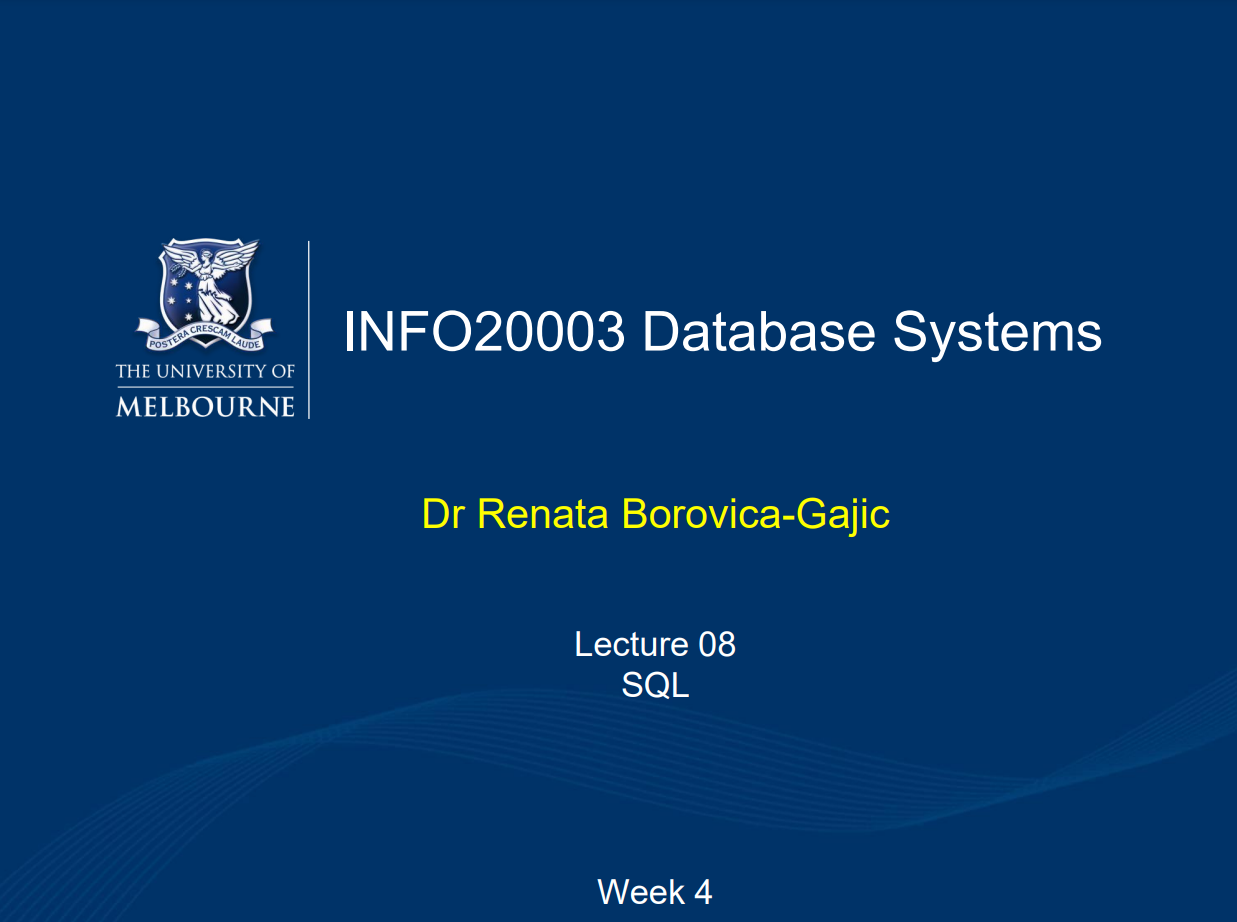 POSTERA CRESCAM LAUDE
THE UNIVERSITY OF
MELBOURNE
INFO20003 Database Systems
Dr Renata Borovica-Gajic
Lecture 08
SQL
Week 4